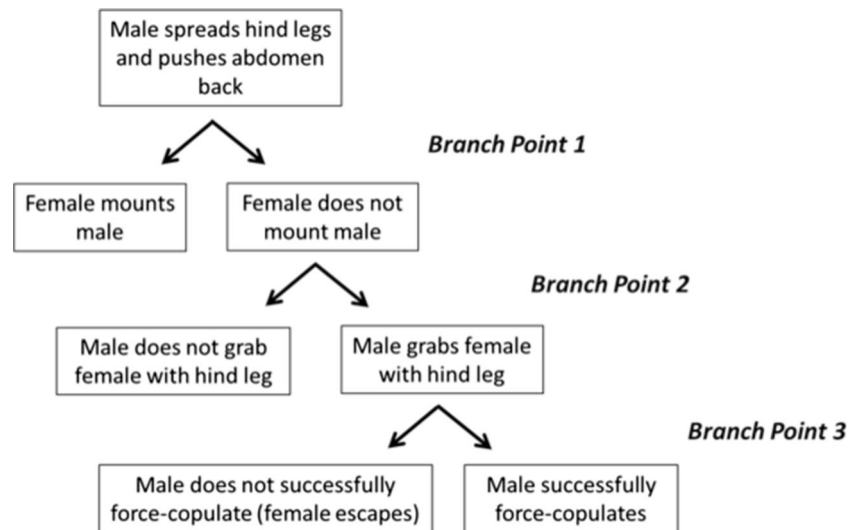 Male spreads hind legs
and pushes abdomen
back
Branch Point 1
Female mounts
male
Female does not
mount male
Branch Point 2
Male does not grab
female with hind leg
Male grabs female
with hind leg
Branch Point 3
Male does not successfully
force-copulate (female escapes)
Male successfully
force-copulates